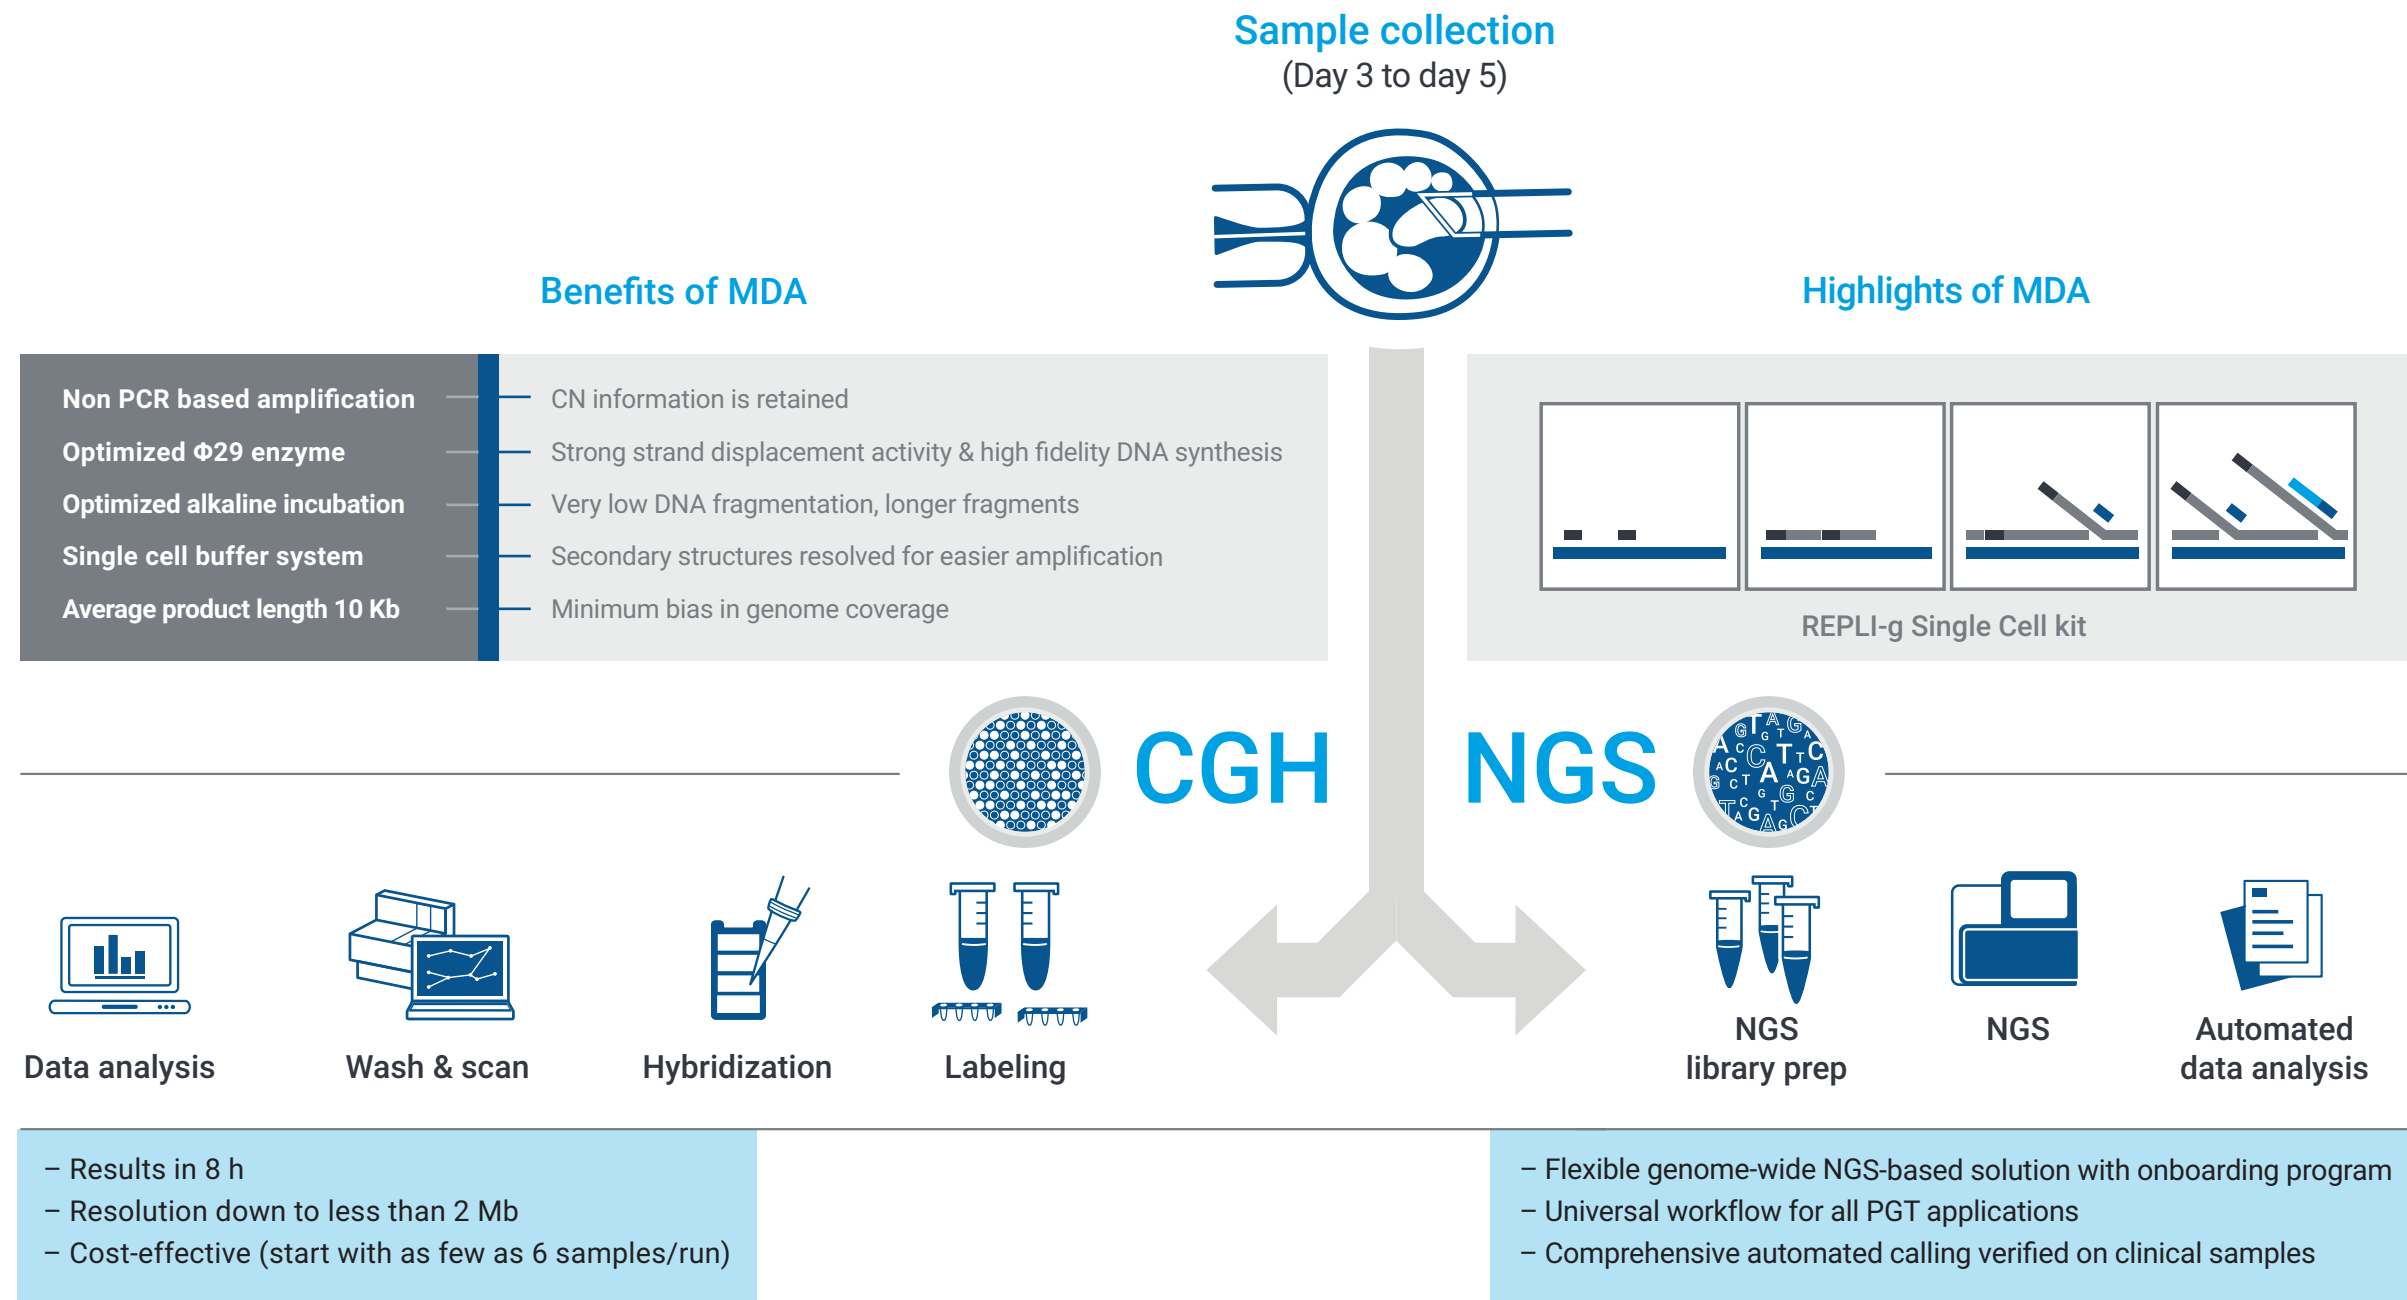 Sample collection
(Day 3 to day 5)
Benefits of MDA
Non PCR based amplification
CN information is retained
Optimized Φ29 enzyme
Strong strand displacement activity & high fidelity DNA synthesis
Optimized alkaline incubation
Very low DNA fragmentation, longer fragments
Single cell buffer system
Secondary structures resolved for easier amplification
Average product length 10 Kb
Minimum bias in genome coverage
Highlights of MDA
REPLI-g Single Cell kit
CGH
NGS
Data analysis
Wash & scan
Hybridization
Labeling
NGS
library prep
NGS
Automated
data analysis
– Results in 8 h
– Resolution down to less than 2 Mb
– Cost-effective (start with as few as 6 samples/run)
– Flexible genome-wide NGS-based solution with onboarding program
– Universal workflow for all PGT applications
– Comprehensive automated calling verified on clinical samples